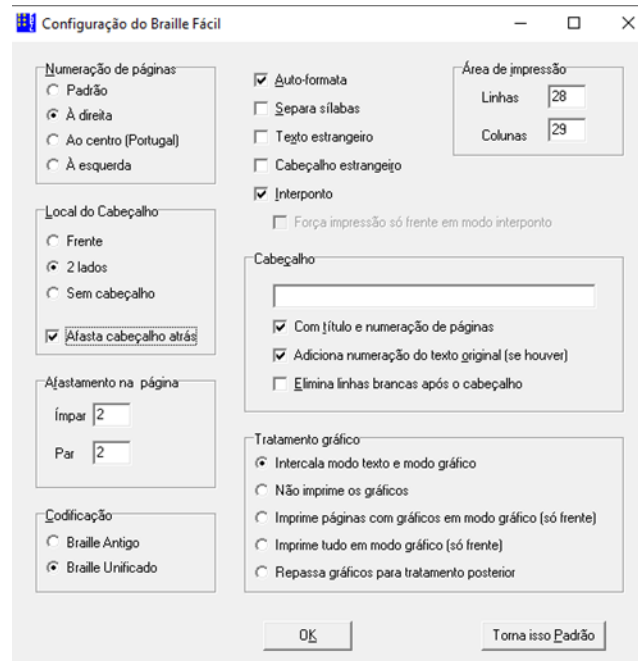 Configuração do Braille Fácil
Numeração de páginas
Padrão
À direita
Ao centro (Portugal)
À esquerda
Local do Cabeçalho
Frente
2 lados
Sem cabeçalho
Afasta cabeçalho atrás
Afastamento na página
Ímpar 2
Par 2
Codificação
Braille Antigo
Braille Unificado
Auto-formata
Separa sílabas
Texto estrangeiro
Cabeçalho estrangeiro
Interponto
Força impressão só frente em modo interponto
Área de impressão
Linhas 28
Colunas 29
Cabeçalho
Com título e numeração de páginas
Adiciona numeração do texto original (se houver)
Elimina linhas brancas após o cabeçalho
Tratamento gráfico
Intercala modo texto e modo gráfico
Não imprime os gráficos
Imprime páginas com gráficos em modo gráfico (só frente)
Imprime tudo em modo gráfico (só frente)
Repassa gráficos para tratamento posterior
OK
Torna isso Padrão